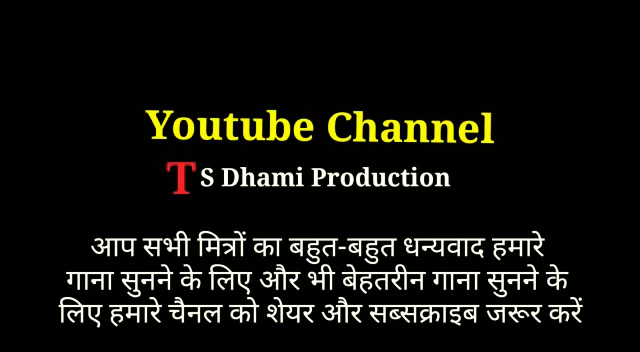 Youtube Channel
T S Dhami Production
आप सभी मित्रों का बहुत-बहुत धन्यवाद हमारे
गाना सुनने के लिए और भी बेहतरीन गाना सुनने के
लिए हमारे चैनल को शेयर और सब्सक्राइब जरूर करें